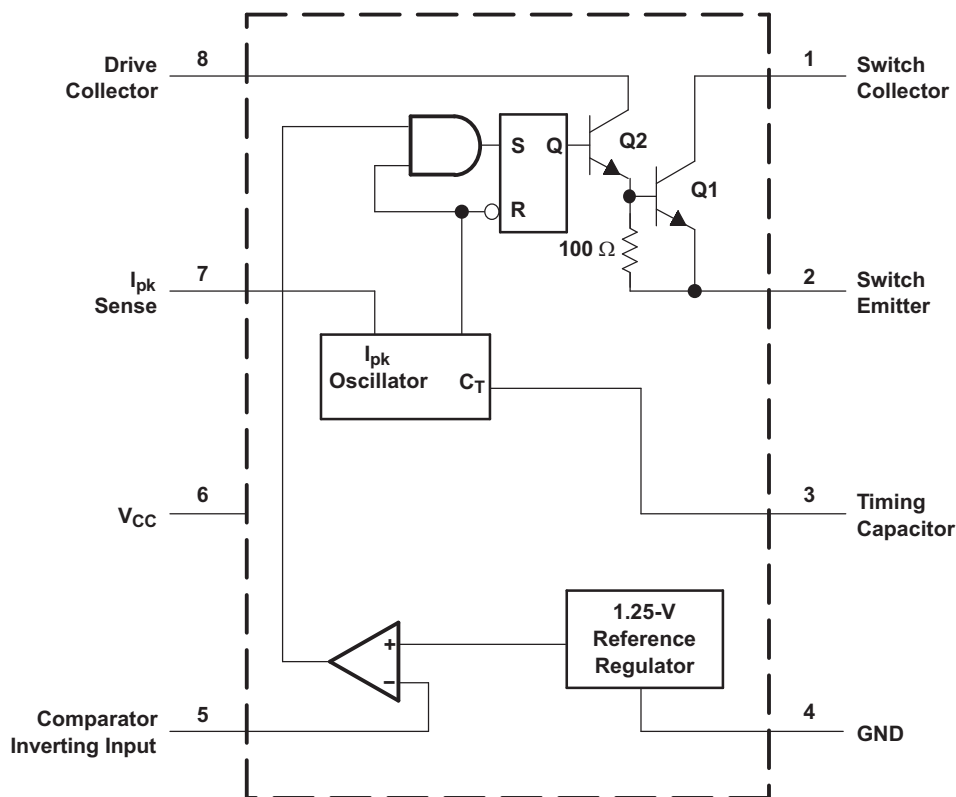 Drive
Collector
8
1
Switch
Collector
S
Q
R
Q2
Q1
100 Ω
Ipk
Sense
7
2
Switch
Emitter
Ipk
Oscillator
CT
VCC
6
3
Timing
Capacitor
1.25-V
Reference
Regulator
+
−
Comparator
Inverting Input
5
4
GND